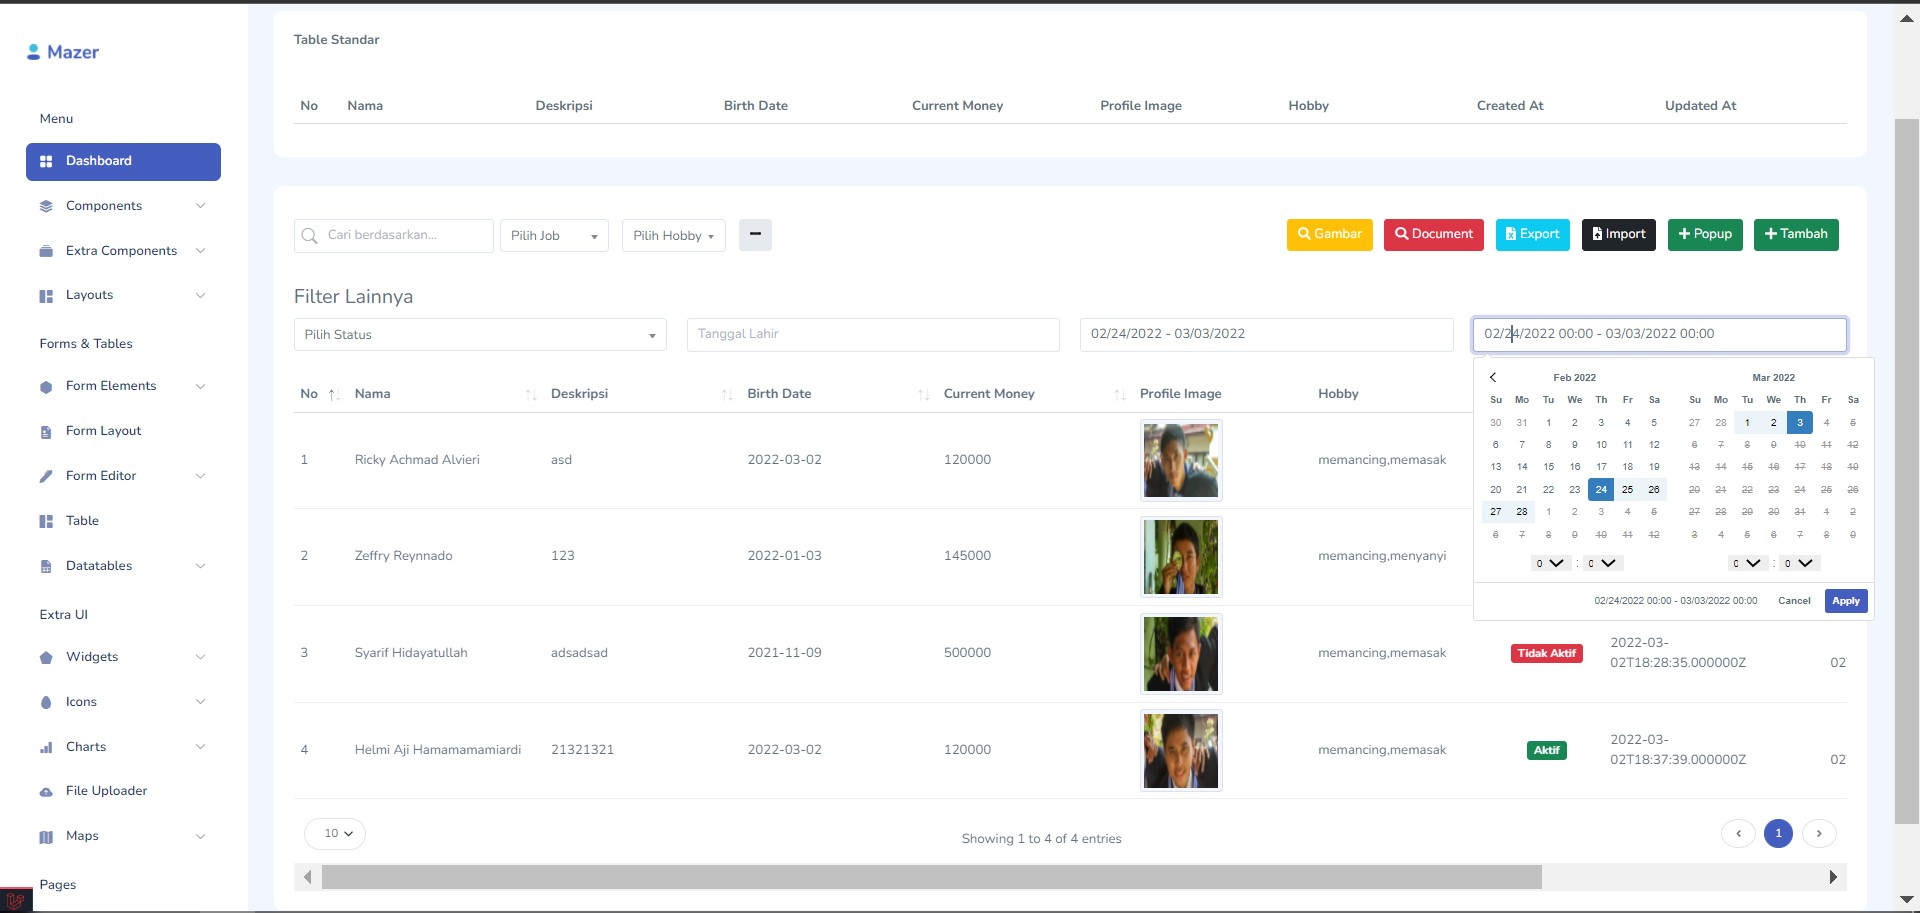 Mazer
Menu
Dashboard
Components
Extra Components
Layouts
Forms & Tables
Form Elements
Form Layout
Form Editor
Table
Datatables
Extra UI
Widgets
Icons
Charts
File Uploader
Maps
Pages
Table Standar
No Nama Deskripsi Birth Date Current Money Profile Image Hobby Created At Updated At
Cari berdasarkan... Pilih Job Pilih Hobby Gambar Document Export Import Popup Tambah
Filter Lainnya
Pilih Status Tanggal Lahir 02/24/2022 - 03/03/2022 02/24/2022 00:00 - 03/03/2022 00:00
No Nama Deskripsi Birth Date Current Money Profile Image Hobby
1 Ricky Achmad Alvieri asd 2022-03-02 120000 memancing,memasak
2 Zeffry Reynnado 123 2022-01-03 145000 memancing,menyanyi
3 Syarif Hidayatullah adsadsad 2021-11-09 500000 memancing,memasak Tidak Aktif 2022-03-
02T18:28:35.000000Z 02
4 Helmi Aji Hamamamamiardi 21321321 2022-03-02 120000 memancing,memasak Aktif 2022-03-
02T18:37:39.000000Z 02
Feb 2022
Su Mo Tu We Th Fr Sa
30 31 1 2 3 4 5
6 7 8 9 10 11 12
13 14 15 16 17 18 19
20 21 22 23 24 25 26
27 28 1 2 3 4 5
6 7 8 9 10 11 12
0 : 0
Mar 2022
Su Mo Tu We Th Fr Sa
27 28 1 2 3 4 5
6 7 8 9 10 11 12
13 14 15 16 17 18 19
20 21 22 23 24 25 26
27 28 29 30 31 1 2
3 4 5 6 7 8 9
0 : 0
02/24/2022 00:00 - 03/03/2022 00:00 Cancel Apply
10 Showing 1 to 4 of 4 entries ‹ 1 ›